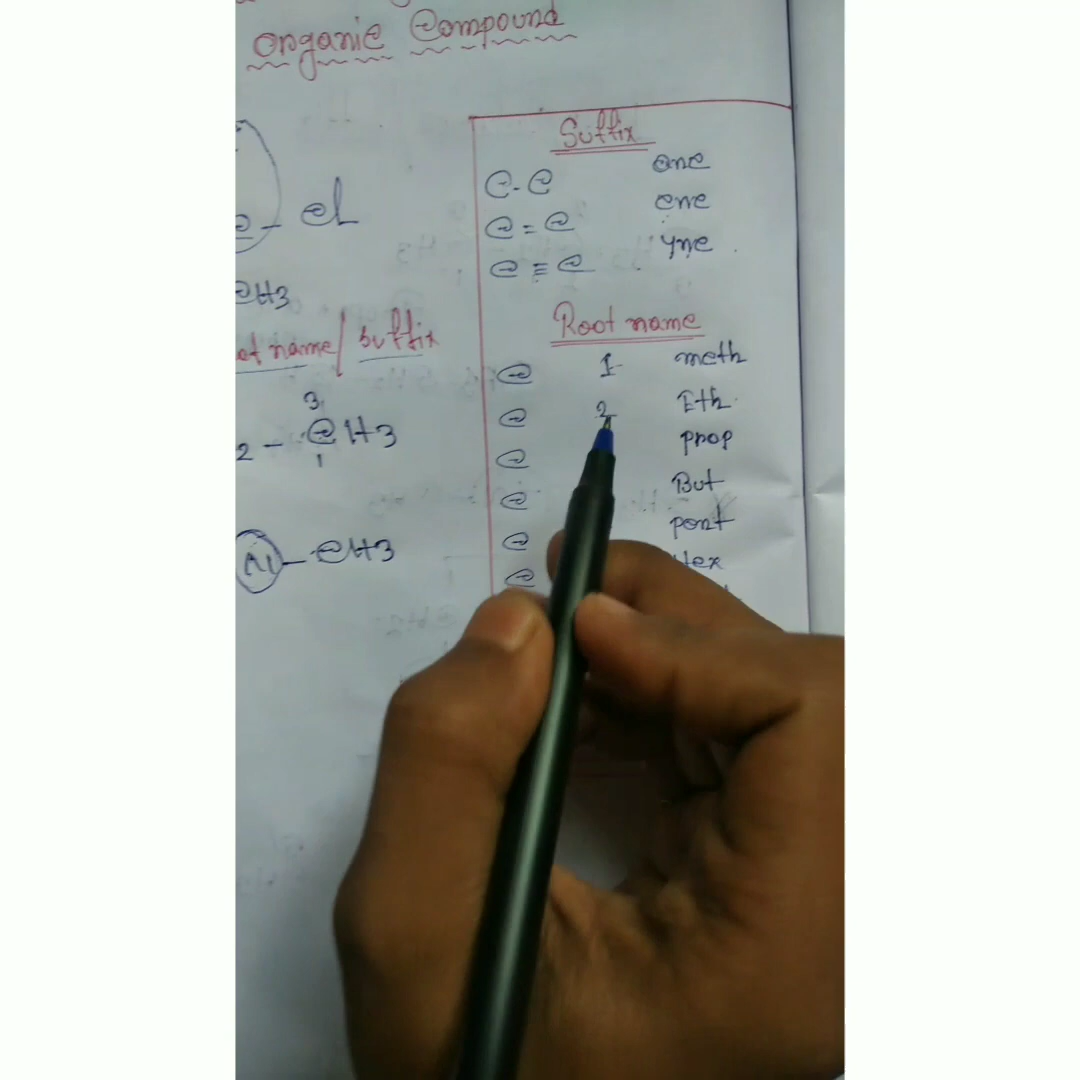 Organic Compound
Suffix
C - C ane
C = C ene
C ≡ C yne
Root name
C 1 meth
C 2 Eth
C prop
C But
C pent
C Hex
- Cl
CH3
name / suffix
3
2 - CH3
1
- CH3